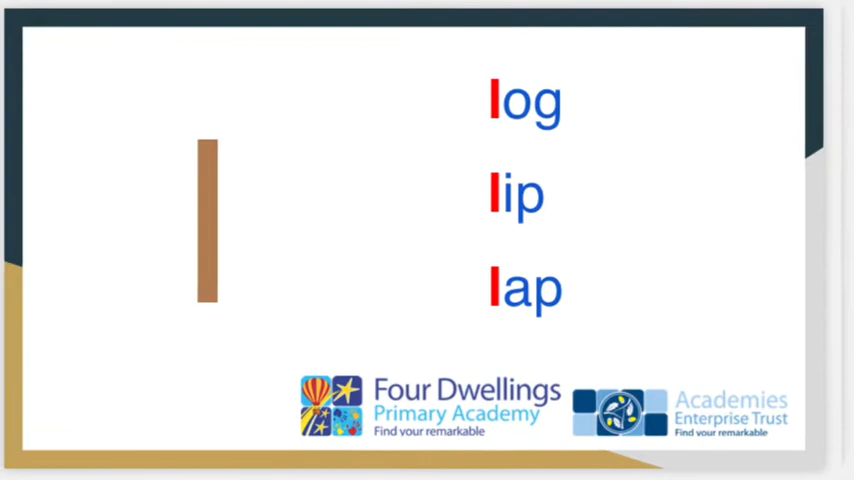 l
log
lip
lap
Four Dwellings
Primary Academy
Find your remarkable
Academies
Enterprise Trust
Find your remarkable